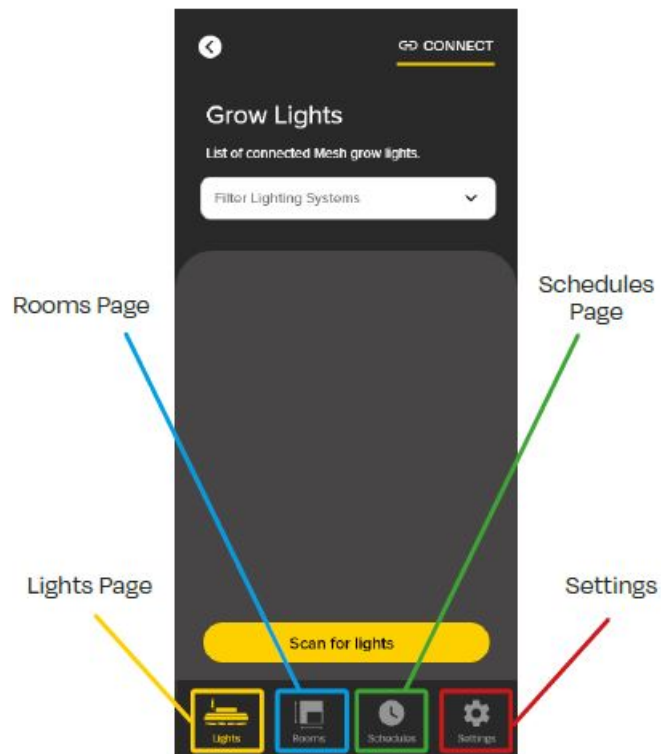 CONNECT
Grow Lights
List of connected Mesh grow lights.
Filter Lighting Systems
Rooms Page
Schedules
Page
Lights Page
Settings
Scan for lights
Lights
Rooms
Schedules
Settings